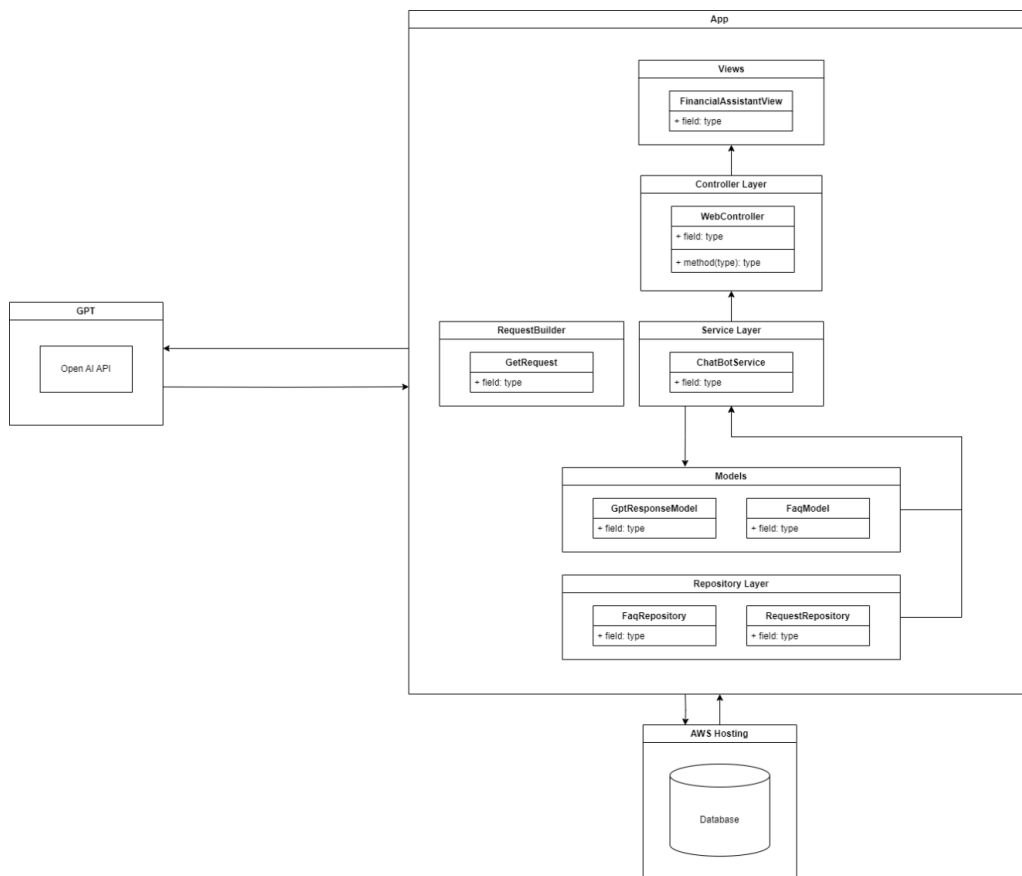 App
Views
FinancialAssistantView
+ field: type
Controller Layer
WebController
+ field: type
+ method(type): type
GPT
Open AI API
RequestBuilder
GetRequest
+ field: type
Service Layer
ChatBotService
+ field: type
Models
GptResponseModel
+ field: type
FaqModel
+ field: type
Repository Layer
FaqRepository
+ field: type
RequestRepository
+ field: type
AWS Hosting
Database